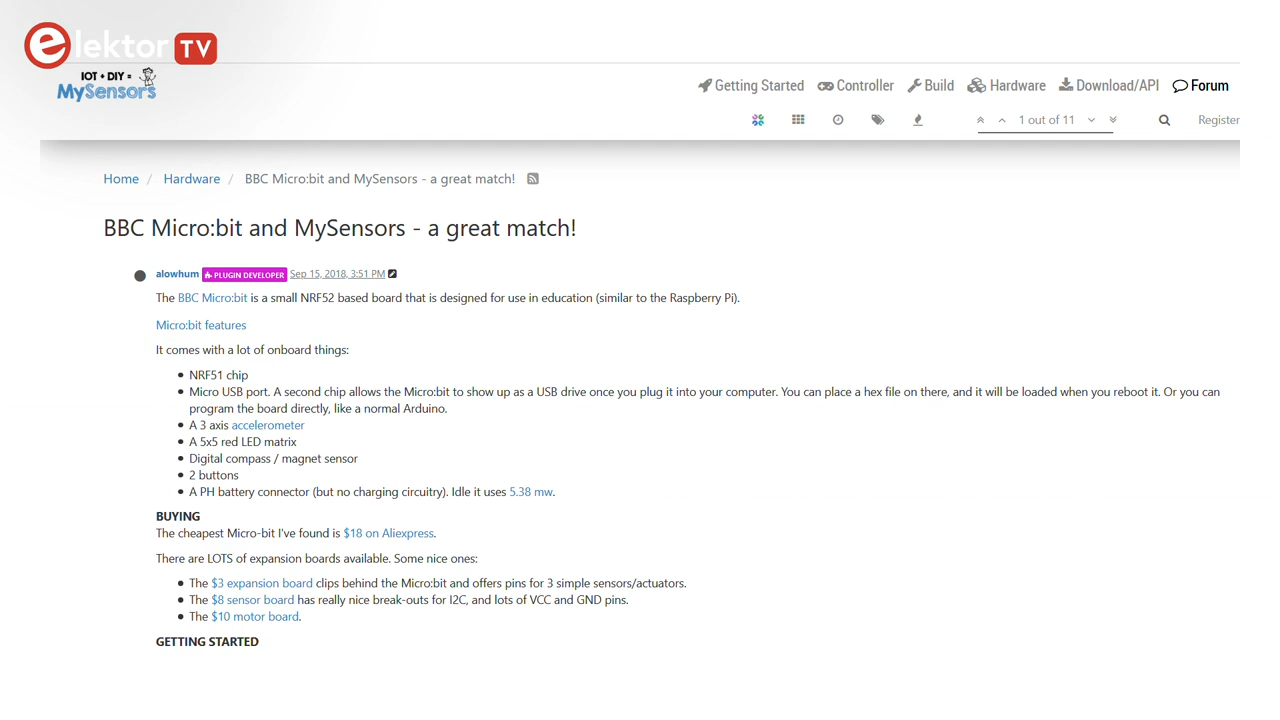 elektor TV
IOT + DIY =
MySensors
Getting Started Controller Build Hardware Download/API Forum
1 out of 11 Register
Home / Hardware / BBC Micro:bit and MySensors - a great match!
BBC Micro:bit and MySensors - a great match!
alowhum PLUGIN DEVELOPER Sep 15, 2018, 3:51 PM
The BBC Micro:bit is a small NRF52 based board that is designed for use in education (similar to the Raspberry Pi).
Micro:bit features
It comes with a lot of onboard things:
• NRF51 chip
• Micro USB port. A second chip allows the Micro:bit to show up as a USB drive once you plug it into your computer. You can place a hex file on there, and it will be loaded when you reboot it. Or you can
program the board directly, like a normal Arduino.
• A 3 axis accelerometer
• A 5x5 red LED matrix
• Digital compass / magnet sensor
• 2 buttons
• A PH battery connector (but no charging circuitry). Idle it uses 5.38 mw.
BUYING
The cheapest Micro-bit I've found is $18 on Aliexpress.
There are LOTS of expansion boards available. Some nice ones:
• The $3 expansion board clips behind the Micro:bit and offers pins for 3 simple sensors/actuators.
• The $8 sensor board has really nice break-outs for I2C, and lots of VCC and GND pins.
• The $10 motor board.
GETTING STARTED